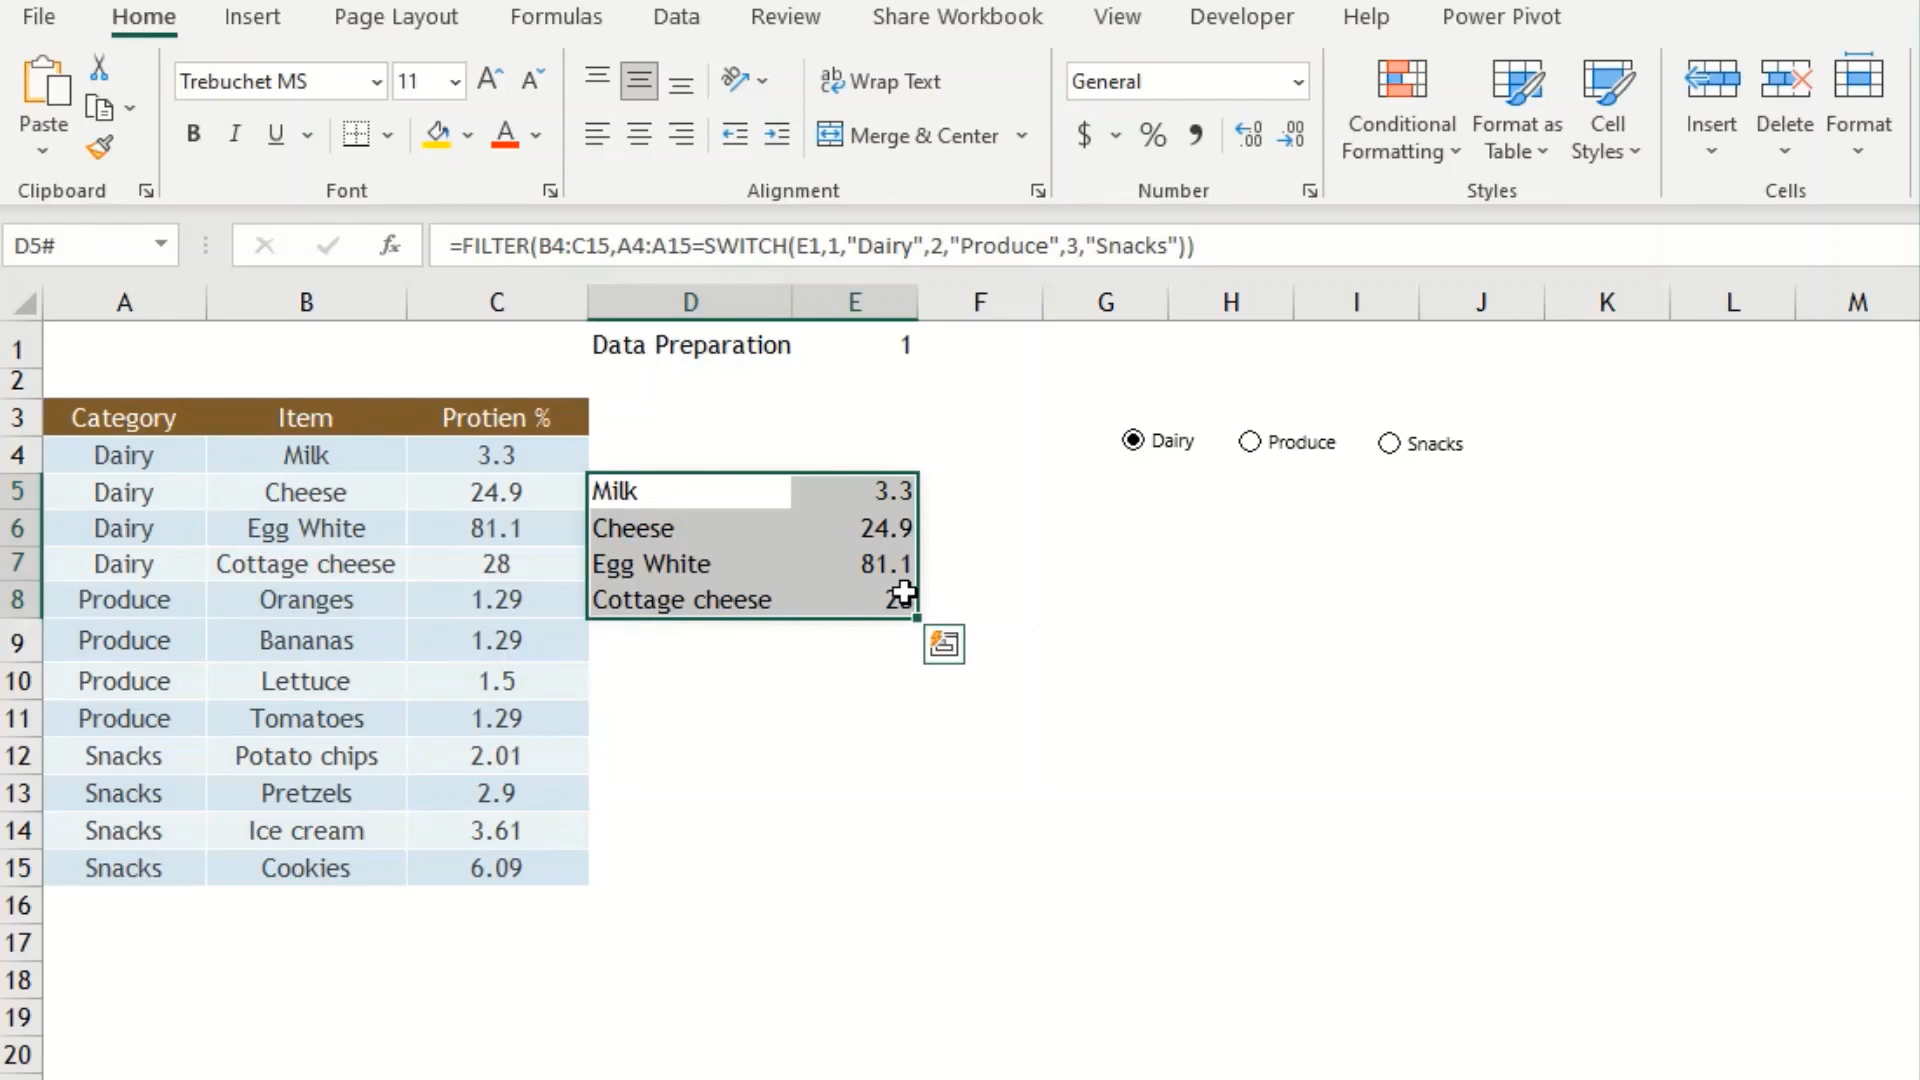 File Home Insert Page Layout Formulas Data Review Share Workbook View Developer Help Power Pivot
Trebuchet MS 11 A A ab Wrap Text General
Paste B I U A Merge & Center $ % , Conditional Formatting Format as Table Cell Styles Insert Delete Format
Clipboard Font Alignment Number Styles Cells
D5# fx =FILTER(B4:C15,A4:A15=SWITCH(E1,1,"Dairy",2,"Produce",3,"Snacks"))
A B C D E F G H I J K L M
1 Data Preparation 1
2
3 Category Item Protien %
Dairy Produce Snacks
4 Dairy Milk 3.3
5 Dairy Cheese 24.9 Milk 3.3
6 Dairy Egg White 81.1 Cheese 24.9
7 Dairy Cottage cheese 28 Egg White 81.1
8 Produce Oranges 1.29 Cottage cheese
9 Produce Bananas 1.29
10 Produce Lettuce 1.5
11 Produce Tomatoes 1.29
12 Snacks Potato chips 2.01
13 Snacks Pretzels 2.9
14 Snacks Ice cream 3.61
15 Snacks Cookies 6.09
16
17
18
19
20